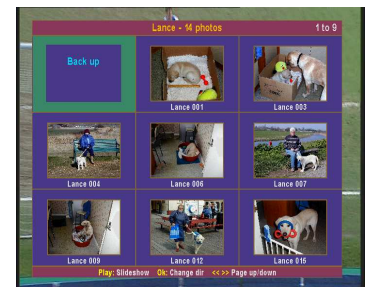 Lance - 14 photos 1 to 9
Back up
Lance 001
Lance 003
Lance 004
Lance 006
Lance 007
Lance 009
Lance 012
Lance 015
Play: Slideshow Ok: Change dir << >> Page up/down